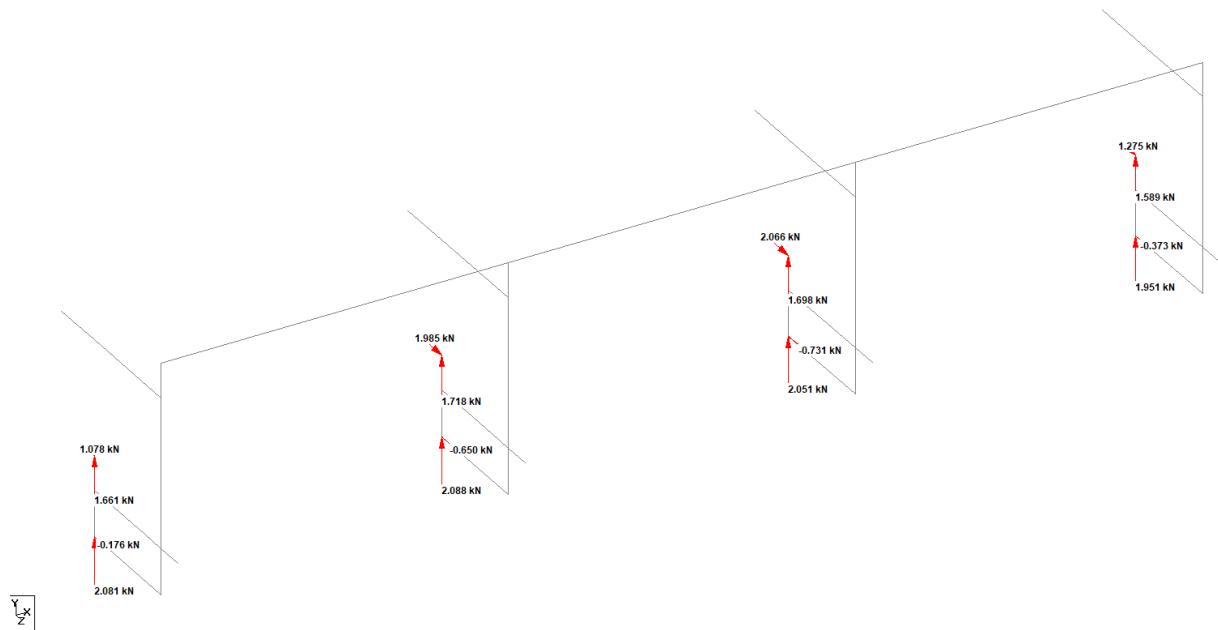 1.275 kN
1.589 kN
-0.373 kN
1.951 kN
2.066 kN
1.698 kN
-0.731 kN
2.051 kN
1.985 kN
1.718 kN
-0.650 kN
2.088 kN
1.078 kN
1.661 kN
-0.176 kN
2.081 kN
Y
X
Z